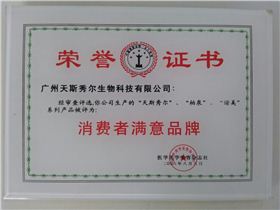 荣誉证书
广州天斯秀尔生物科技有限公司：
经审查评选，你公司生产的“天斯秀尔”、“柏泉”、“谙美”
系列产品被评为：
消费者满意品牌